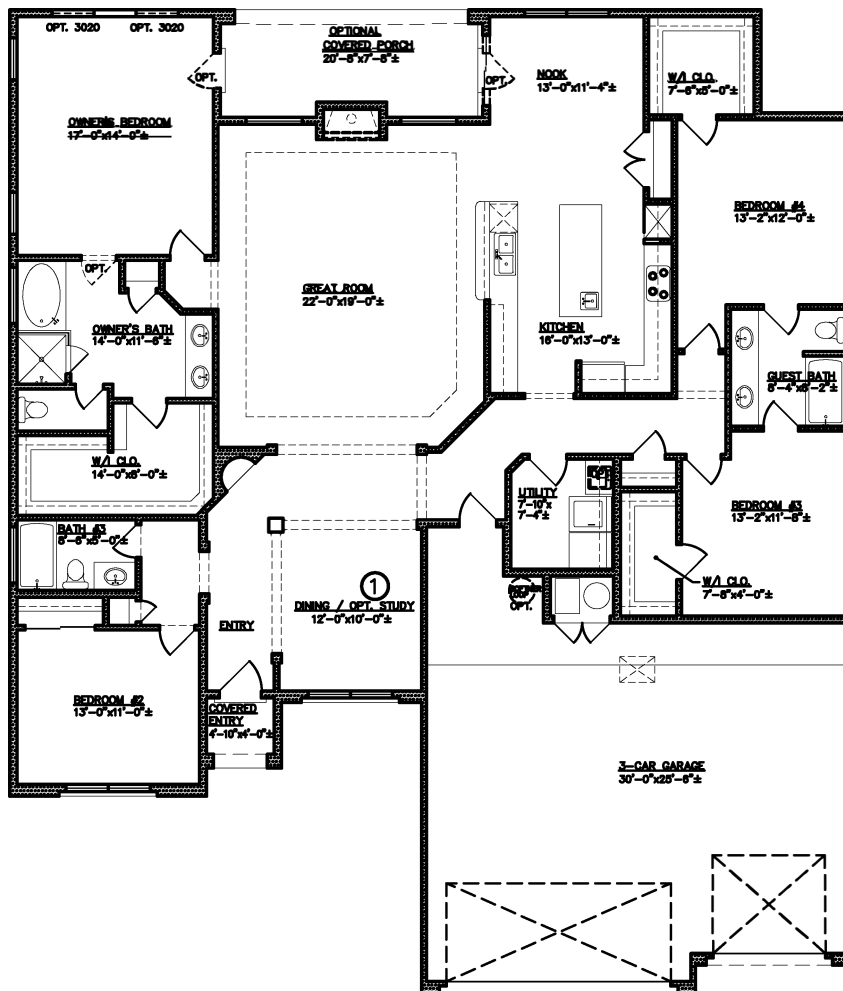 OPT. 3020
OPT. 3020
OPTIONAL
COVERED PORCH
20'-8"x7'-8"±
OPT.
OPT.
NOOK
13'-0"x11'-4"±
W/I CLO.
7'-6"x5'-0"±
OWNER'S BEDROOM
17'-0"x14'-0"±
BEDROOM #4
13'-2"x12'-0"±
OPT.
GREAT ROOM
22'-0"x19'-0"±
OWNER'S BATH
14'-0"x11'-6"±
KITCHEN
16'-0"x13'-0"±
GUEST BATH
8'-4"x8'-2"±
W/I CLO.
14'-0"x8'-0"±
UTILITY
7'-10"x
7'-4"±
BEDROOM #3
13'-2"x11'-8"±
BATH #3
8'-6"x5'-0"±
W/I CLO.
7'-8"x4'-0"±
1
DINING / OPT. STUDY
12'-0"x10'-0"±
OPT.
ENTRY
BEDROOM #2
13'-0"x11'-0"±
COVERED
ENTRY
4'-10"x4'-0"±
3-CAR GARAGE
30'-0"x25'-6"±